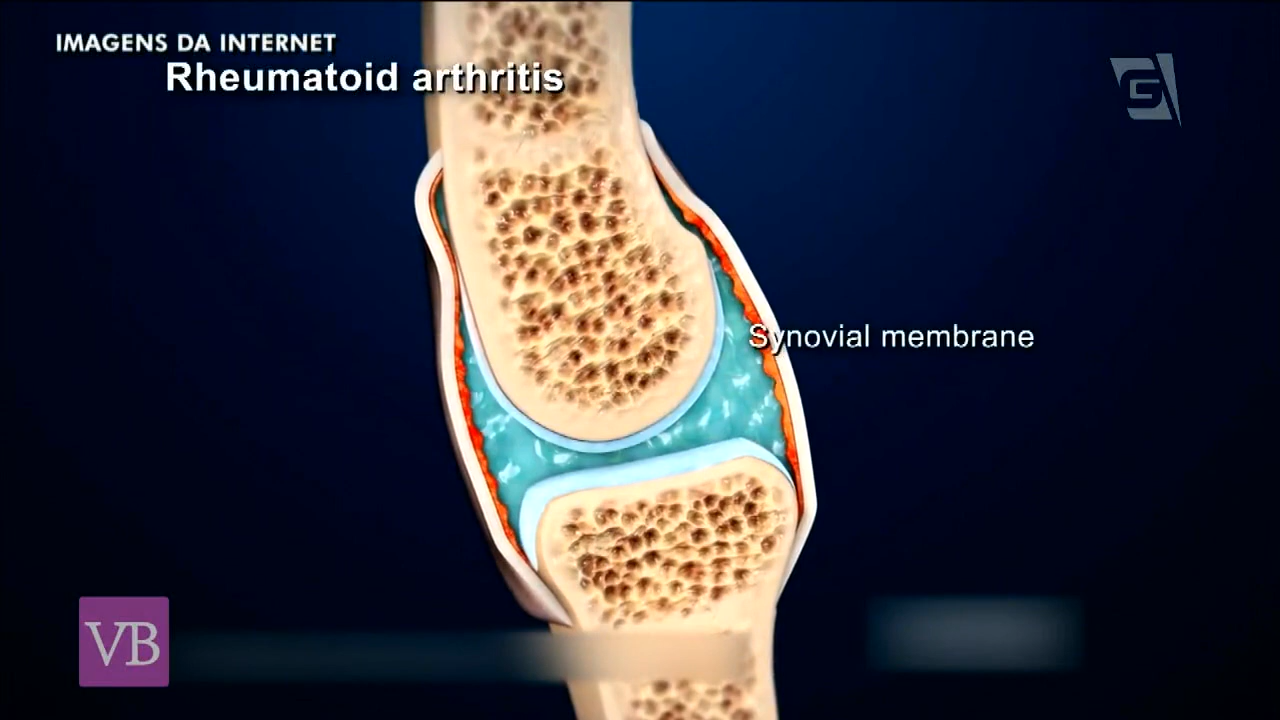 IMAGENS DA INTERNET
Rheumatoid arthritis
G
Synovial membrane
VB